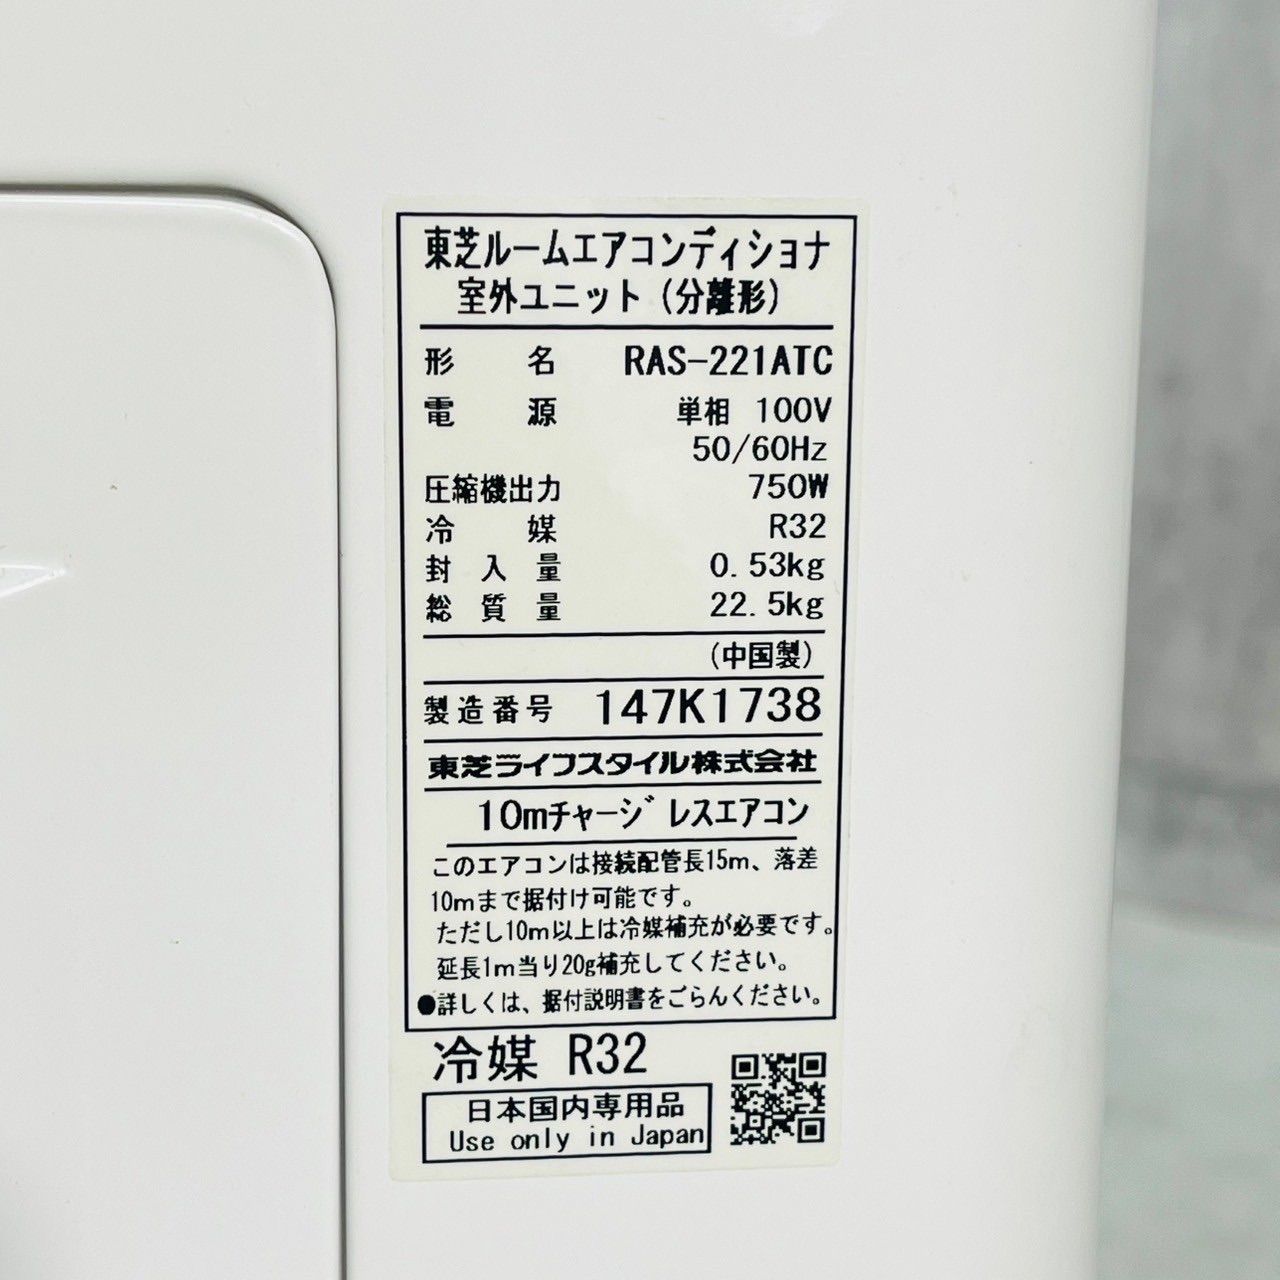 東芝ルームエアコンディショナ
室外ユニット(分離形)
形名 RAS-221ATC
電源 単相 100V
50/60Hz
圧縮機出力 750W
冷媒 R32
封入量 0.53kg
総質量 22.5kg
(中国製)
製造番号 147K1738
東芝ライフスタイル株式会社
10mチャージレスエアコン
このエアコンは接続配管長15m、落差
10mまで据付け可能です。
ただし10m以上は冷媒補充が必要です。
延長1m当り20g補充してください。
●詳しくは、据付説明書をごらんください。
冷媒 R32
日本国内専用品
Use only in Japan